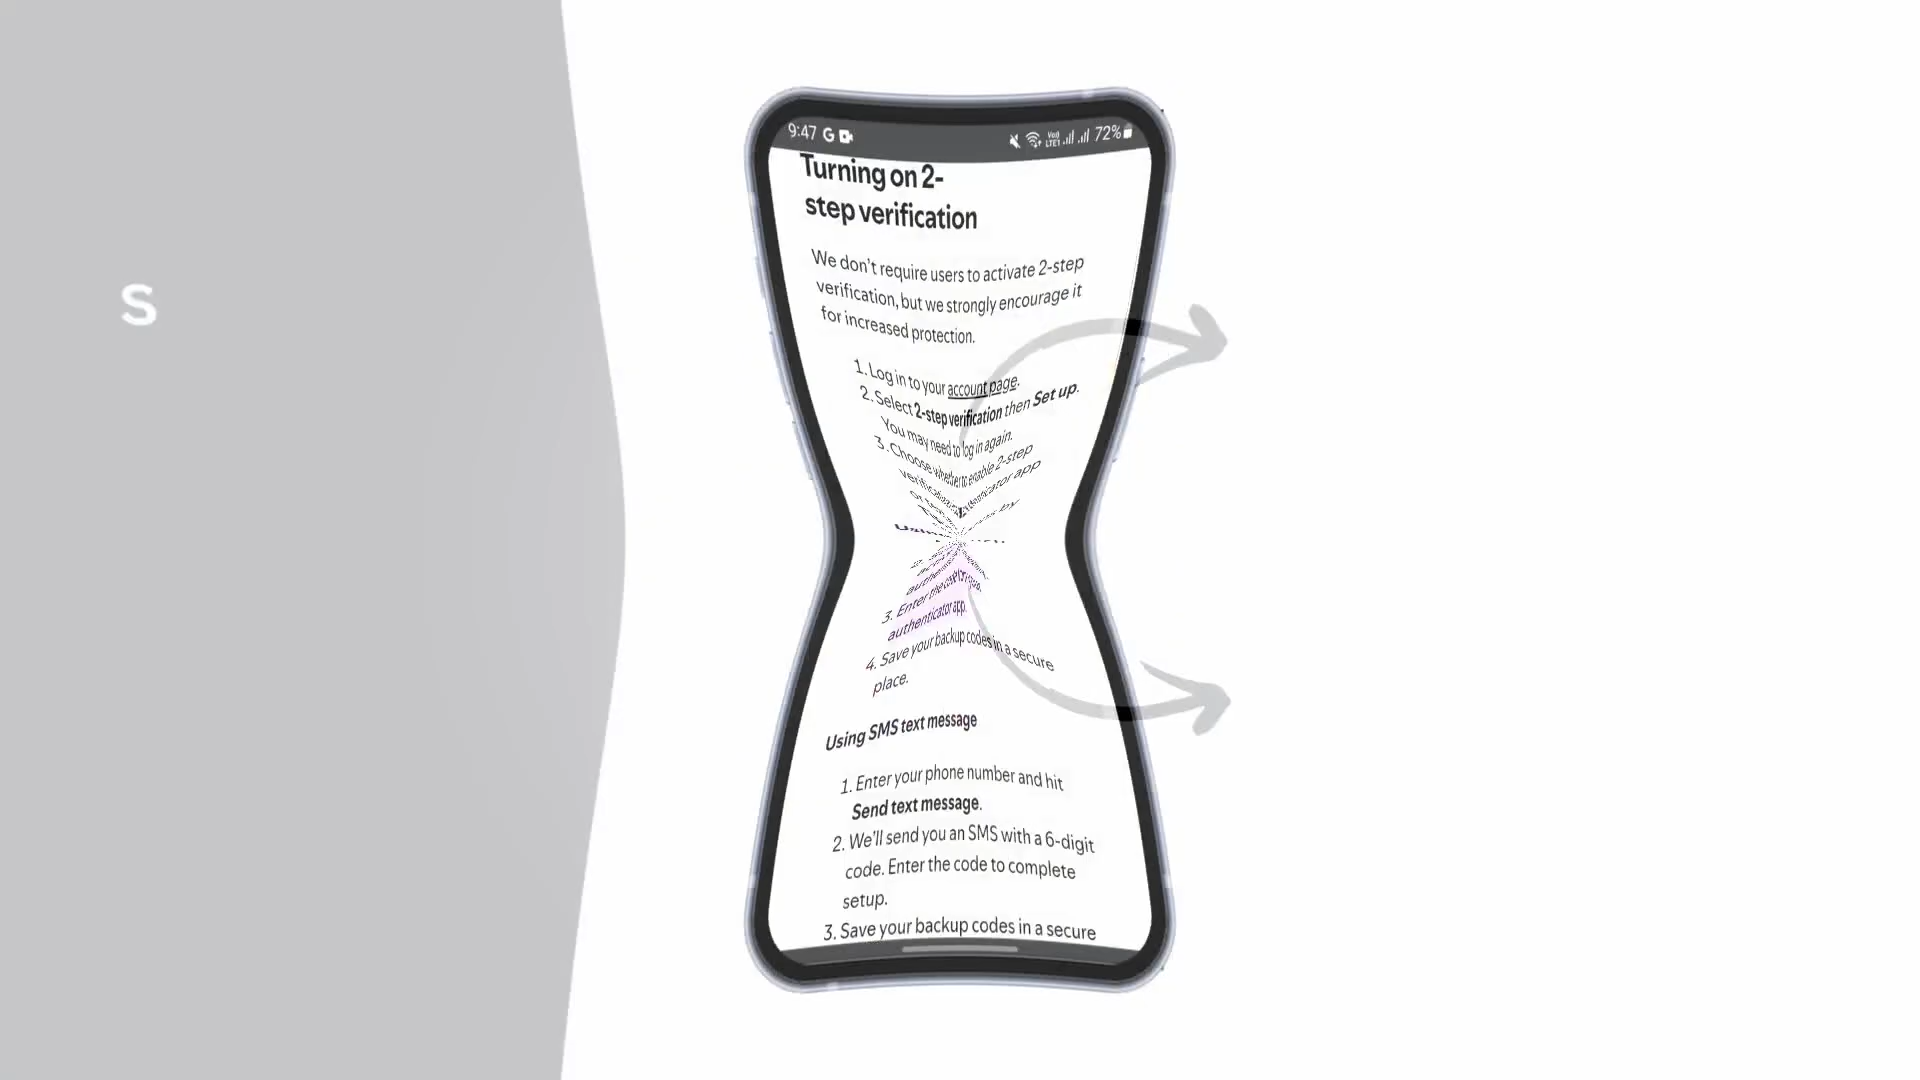 S
9:47 G
72%
Turning on 2-
step verification
We don't require users to activate 2-step
verification, but we strongly encourage it
for increased protection.
1. Log in to your account page.
2. Select 2-step verification then Set up.
You may need to log in again.
3. Choose whether to enable 2-step
authenticator app
by
3. Enter the
authenticator app.
4. Save your backup codes in a secure
place.
Using SMS text message
1. Enter your phone number and hit
Send text message.
2. We'll send you an SMS with a 6-digit
code. Enter the code to complete
setup.
3. Save your backup codes in a secure